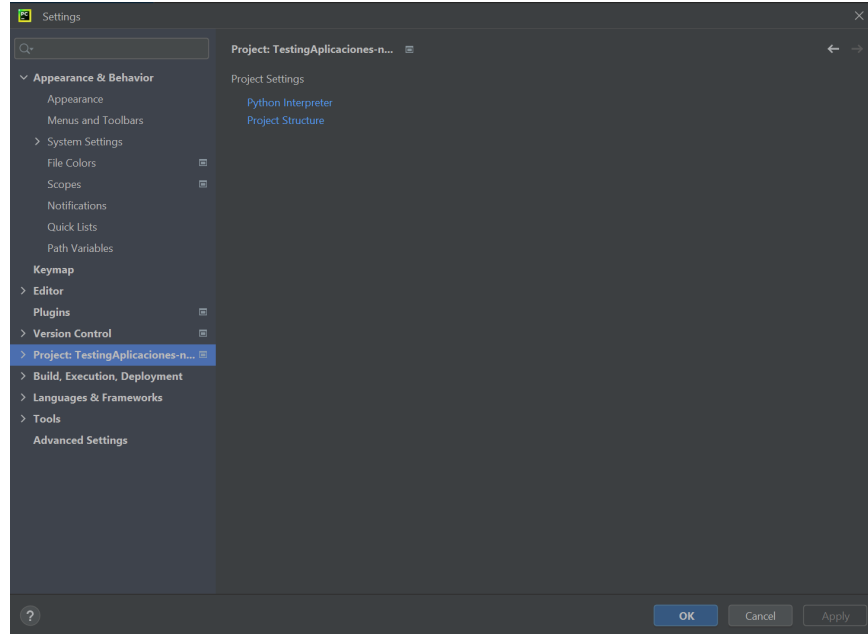 Settings
Appearance & Behavior
Appearance
Menus and Toolbars
System Settings
File Colors
Scopes
Notifications
Quick Lists
Path Variables
Keymap
Editor
Plugins
Version Control
Project: TestingAplicaciones-n...
Build, Execution, Deployment
Languages & Frameworks
Tools
Advanced Settings
Project: TestingAplicaciones-n...
Project Settings
Python Interpreter
Project Structure
?
OK
Cancel
Apply